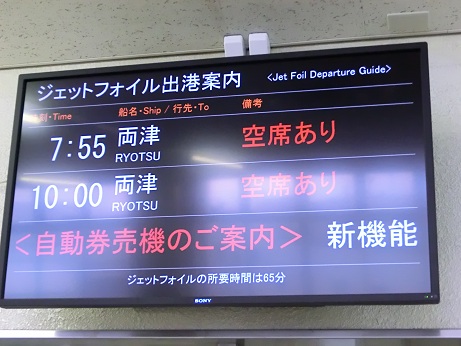 ジェットフォイル出港案内 <Jet Foil Departure Guide>
時刻・Time 船名・Ship / 行先・To 備考
7:55 両津 空席あり
RYOTSU
10:00 両津 空席あり
RYOTSU
＜自動券売機のご案内＞ 新機能
ジェットフォイルの所要時間は65分
SONY